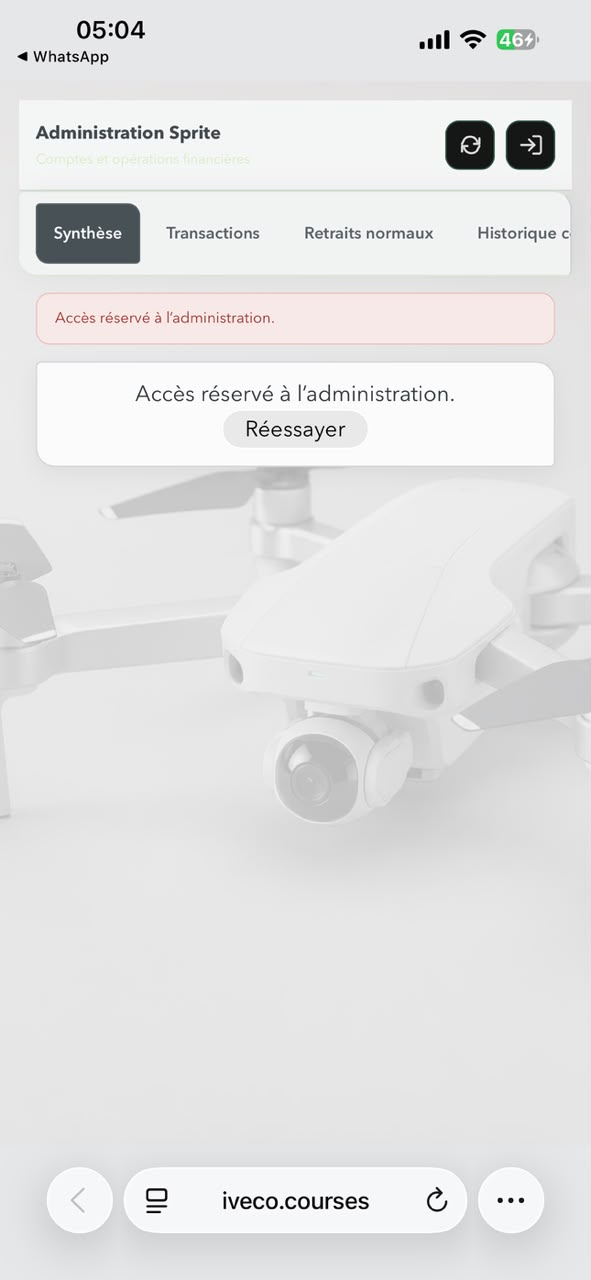 05:04
46
◀ WhatsApp
Administration Sprite
Comptes et opérations financières
Synthèse Transactions Retraits normaux Historique c
Accès réservé à l’administration.
Accès réservé à l’administration.
Réessayer
iveco.courses